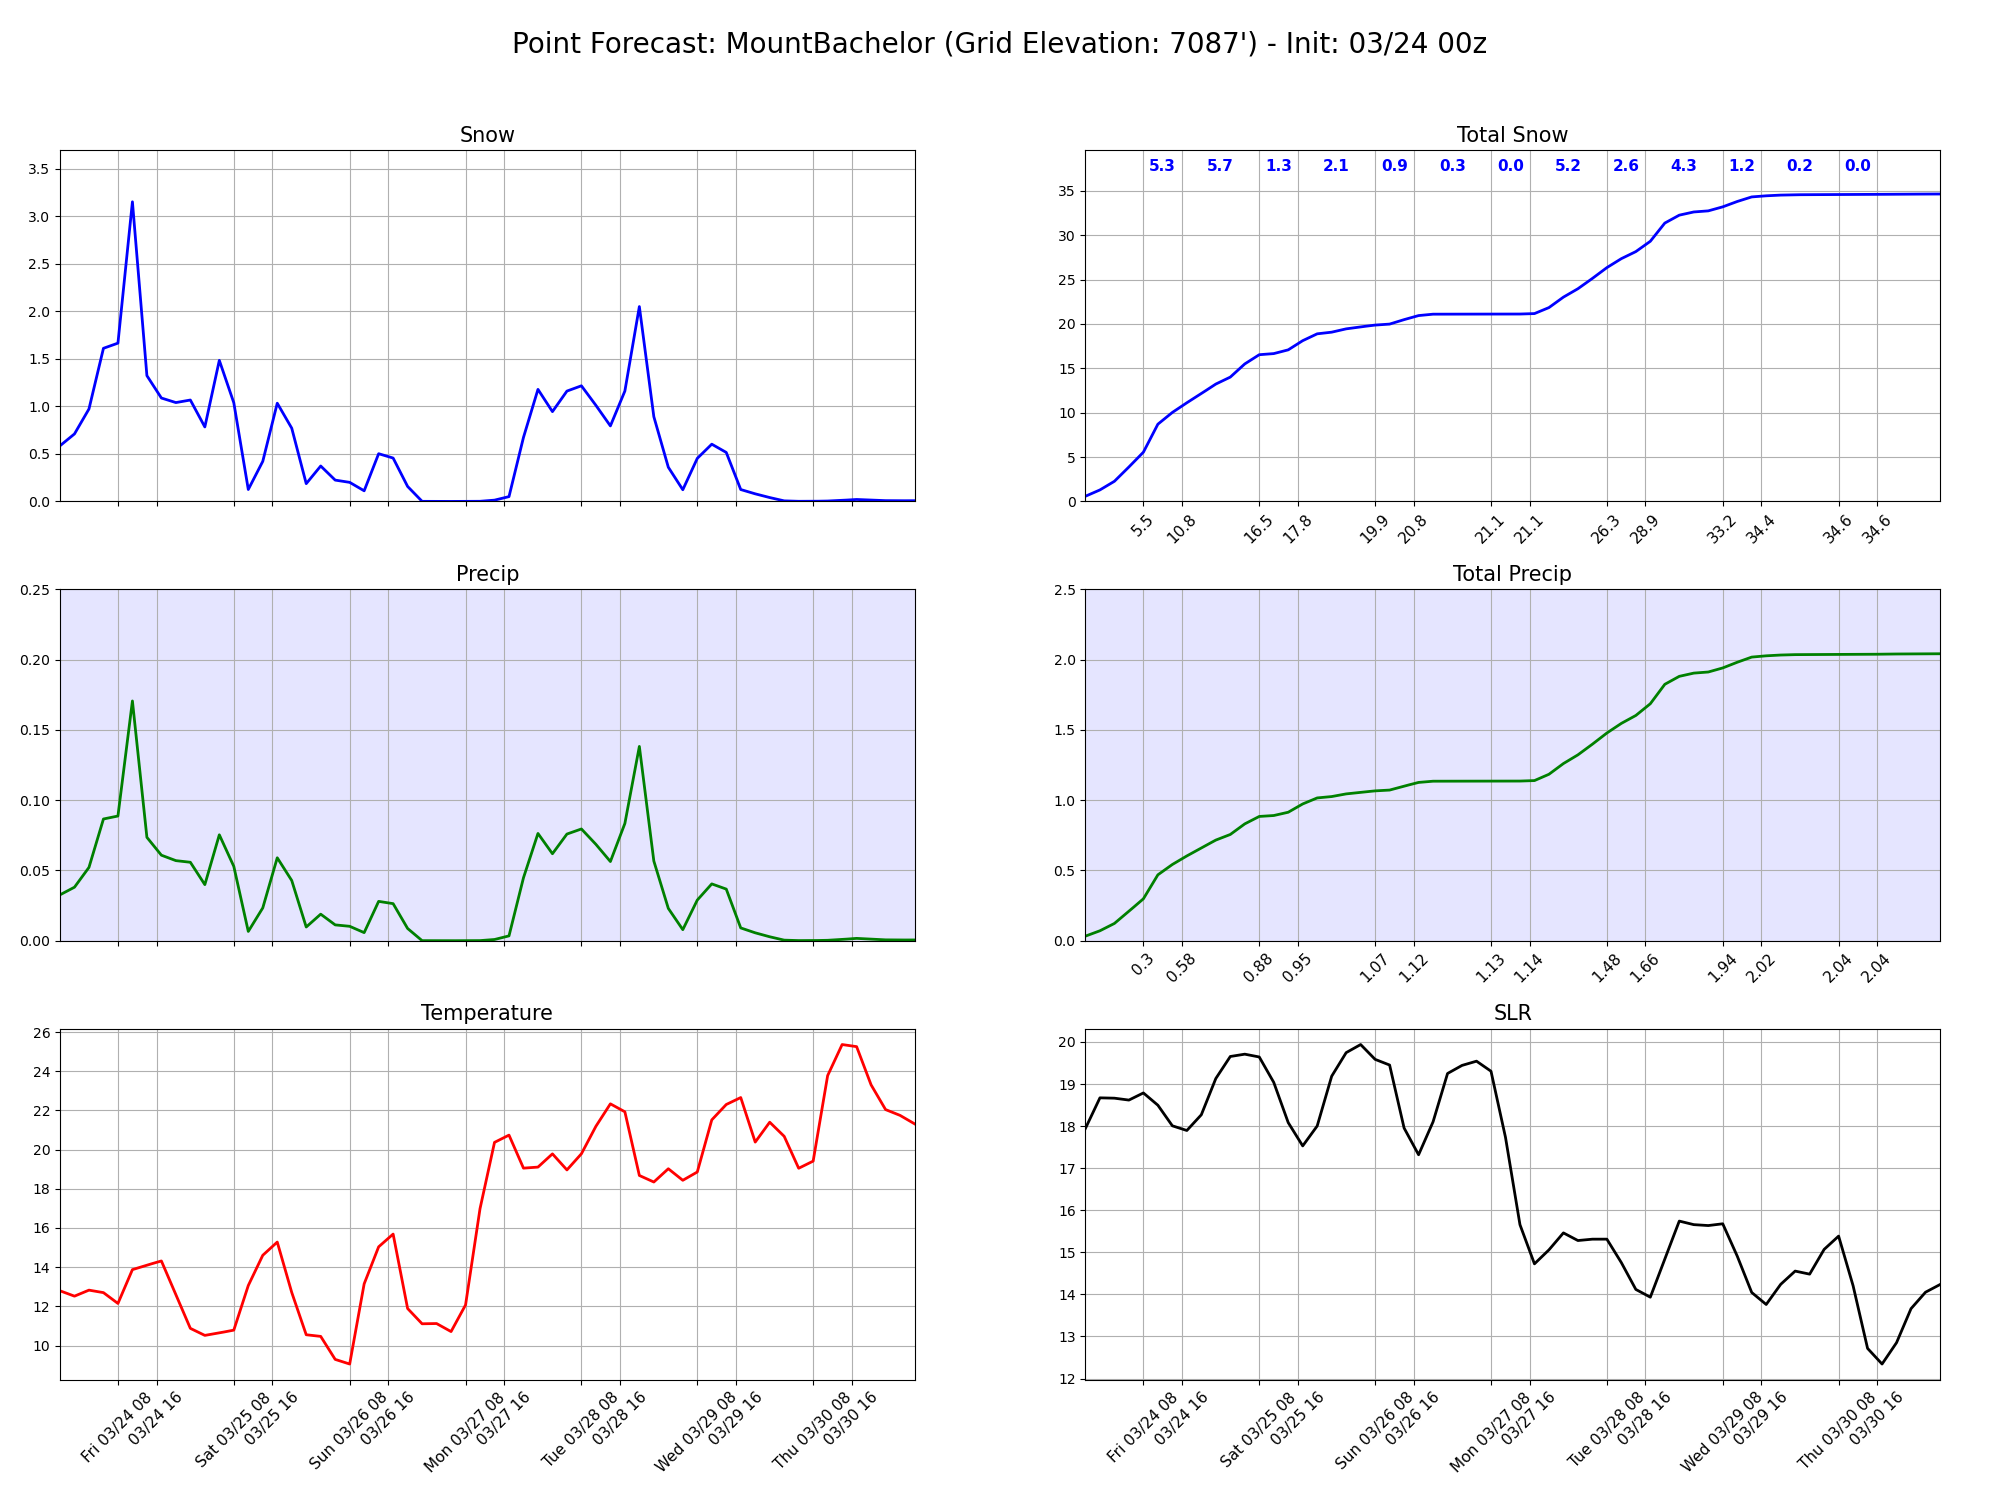 Point Forecast: MountBachelor (Grid Elevation: 7087') - Init: 03/24 00z
Snow
3.5
3.0
2.5
2.0
1.5
1.0
0.5
0.0
Total Snow
5.3 5.7 1.3 2.1 0.9 0.3 0.0 5.2 2.6 4.3 1.2 0.2 0.0
35
30
25
20
15
10
5
0
5.5 10.8 16.5 17.8 19.9 20.8 21.1 21.1 26.3 28.9 33.2 34.4 34.6 34.6
Precip
0.25
0.20
0.15
0.10
0.05
0.00
Total Precip
2.5
2.0
1.5
1.0
0.5
0.0
0.3 0.58 0.88 0.95 1.07 1.12 1.13 1.14 1.48 1.66 1.94 2.02 2.04 2.04
Temperature
26
24
22
20
18
16
14
12
10
Fri 03/24 08
03/24 16
Sat 03/25 08
03/25 16
Sun 03/26 08
03/26 16
Mon 03/27 08
03/27 16
Tue 03/28 08
03/28 16
Wed 03/29 08
03/29 16
Thu 03/30 08
03/30 16
SLR
20
19
18
17
16
15
14
13
12
Fri 03/24 08
03/24 16
Sat 03/25 08
03/25 16
Sun 03/26 08
03/26 16
Mon 03/27 08
03/27 16
Tue 03/28 08
03/28 16
Wed 03/29 08
03/29 16
Thu 03/30 08
03/30 16